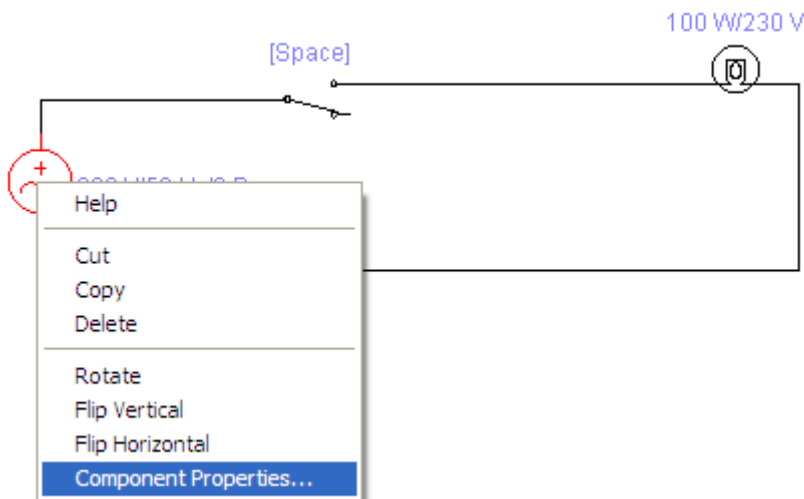 100 W/230 V
[Space]
Help
Cut
Copy
Delete
Rotate
Flip Vertical
Flip Horizontal
Component Properties...